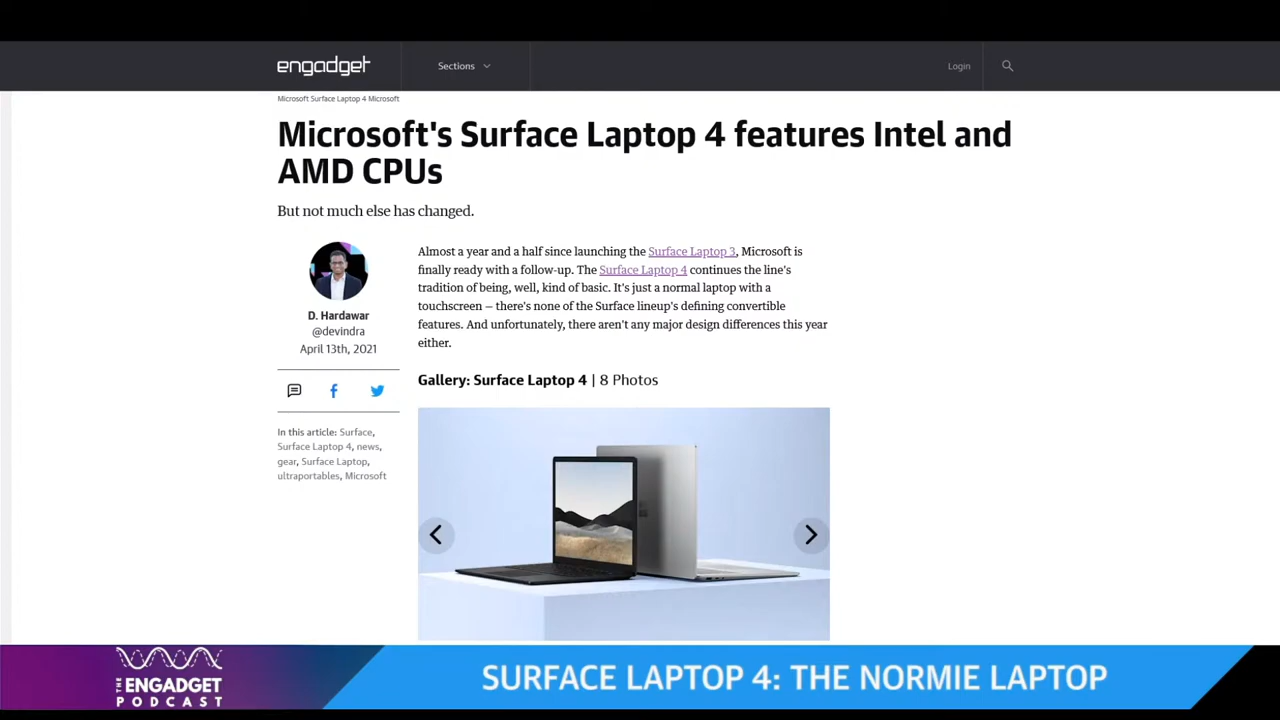 engadget
Sections
Login
Microsoft Surface Laptop 4 Microsoft
Microsoft's Surface Laptop 4 features Intel and
AMD CPUs
But not much else has changed.
D. Hardawar
@devindra
April 13th, 2021
In this article: Surface,
Surface Laptop 4, news,
gear, Surface Laptop,
ultraportables, Microsoft
Almost a year and a half since launching the Surface Laptop 3, Microsoft is
finally ready with a follow-up. The Surface Laptop 4 continues the line's
tradition of being, well, kind of basic. It's just a normal laptop with a
touchscreen – there's none of the Surface lineup's defining convertible
features. And unfortunately, there aren't any major design differences this year
either.
Gallery: Surface Laptop 4 | 8 Photos
THE ENGADGET
PODCAST
SURFACE LAPTOP 4: THE NORMIE LAPTOP